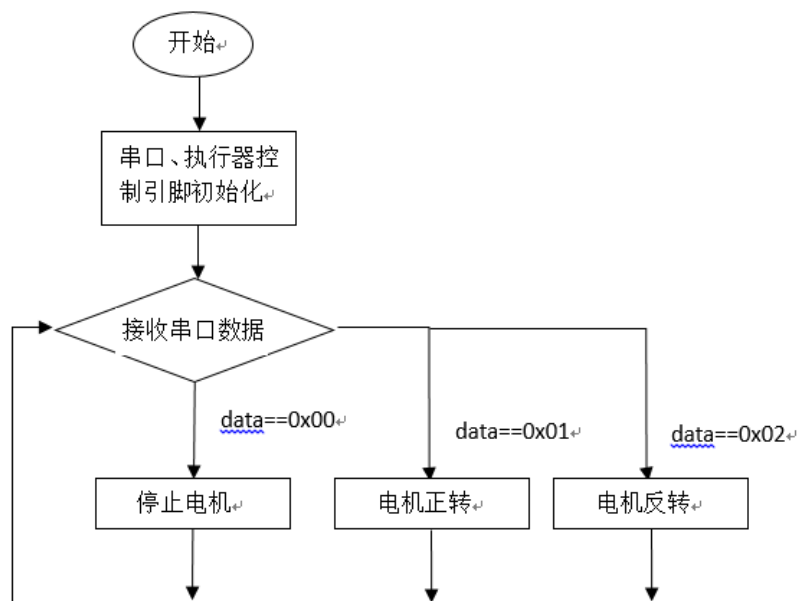 开始
串口、执行器控
制引脚初始化
接收串口数据
data==0x00
data==0x01
data==0x02
停止电机
电机正转
电机反转